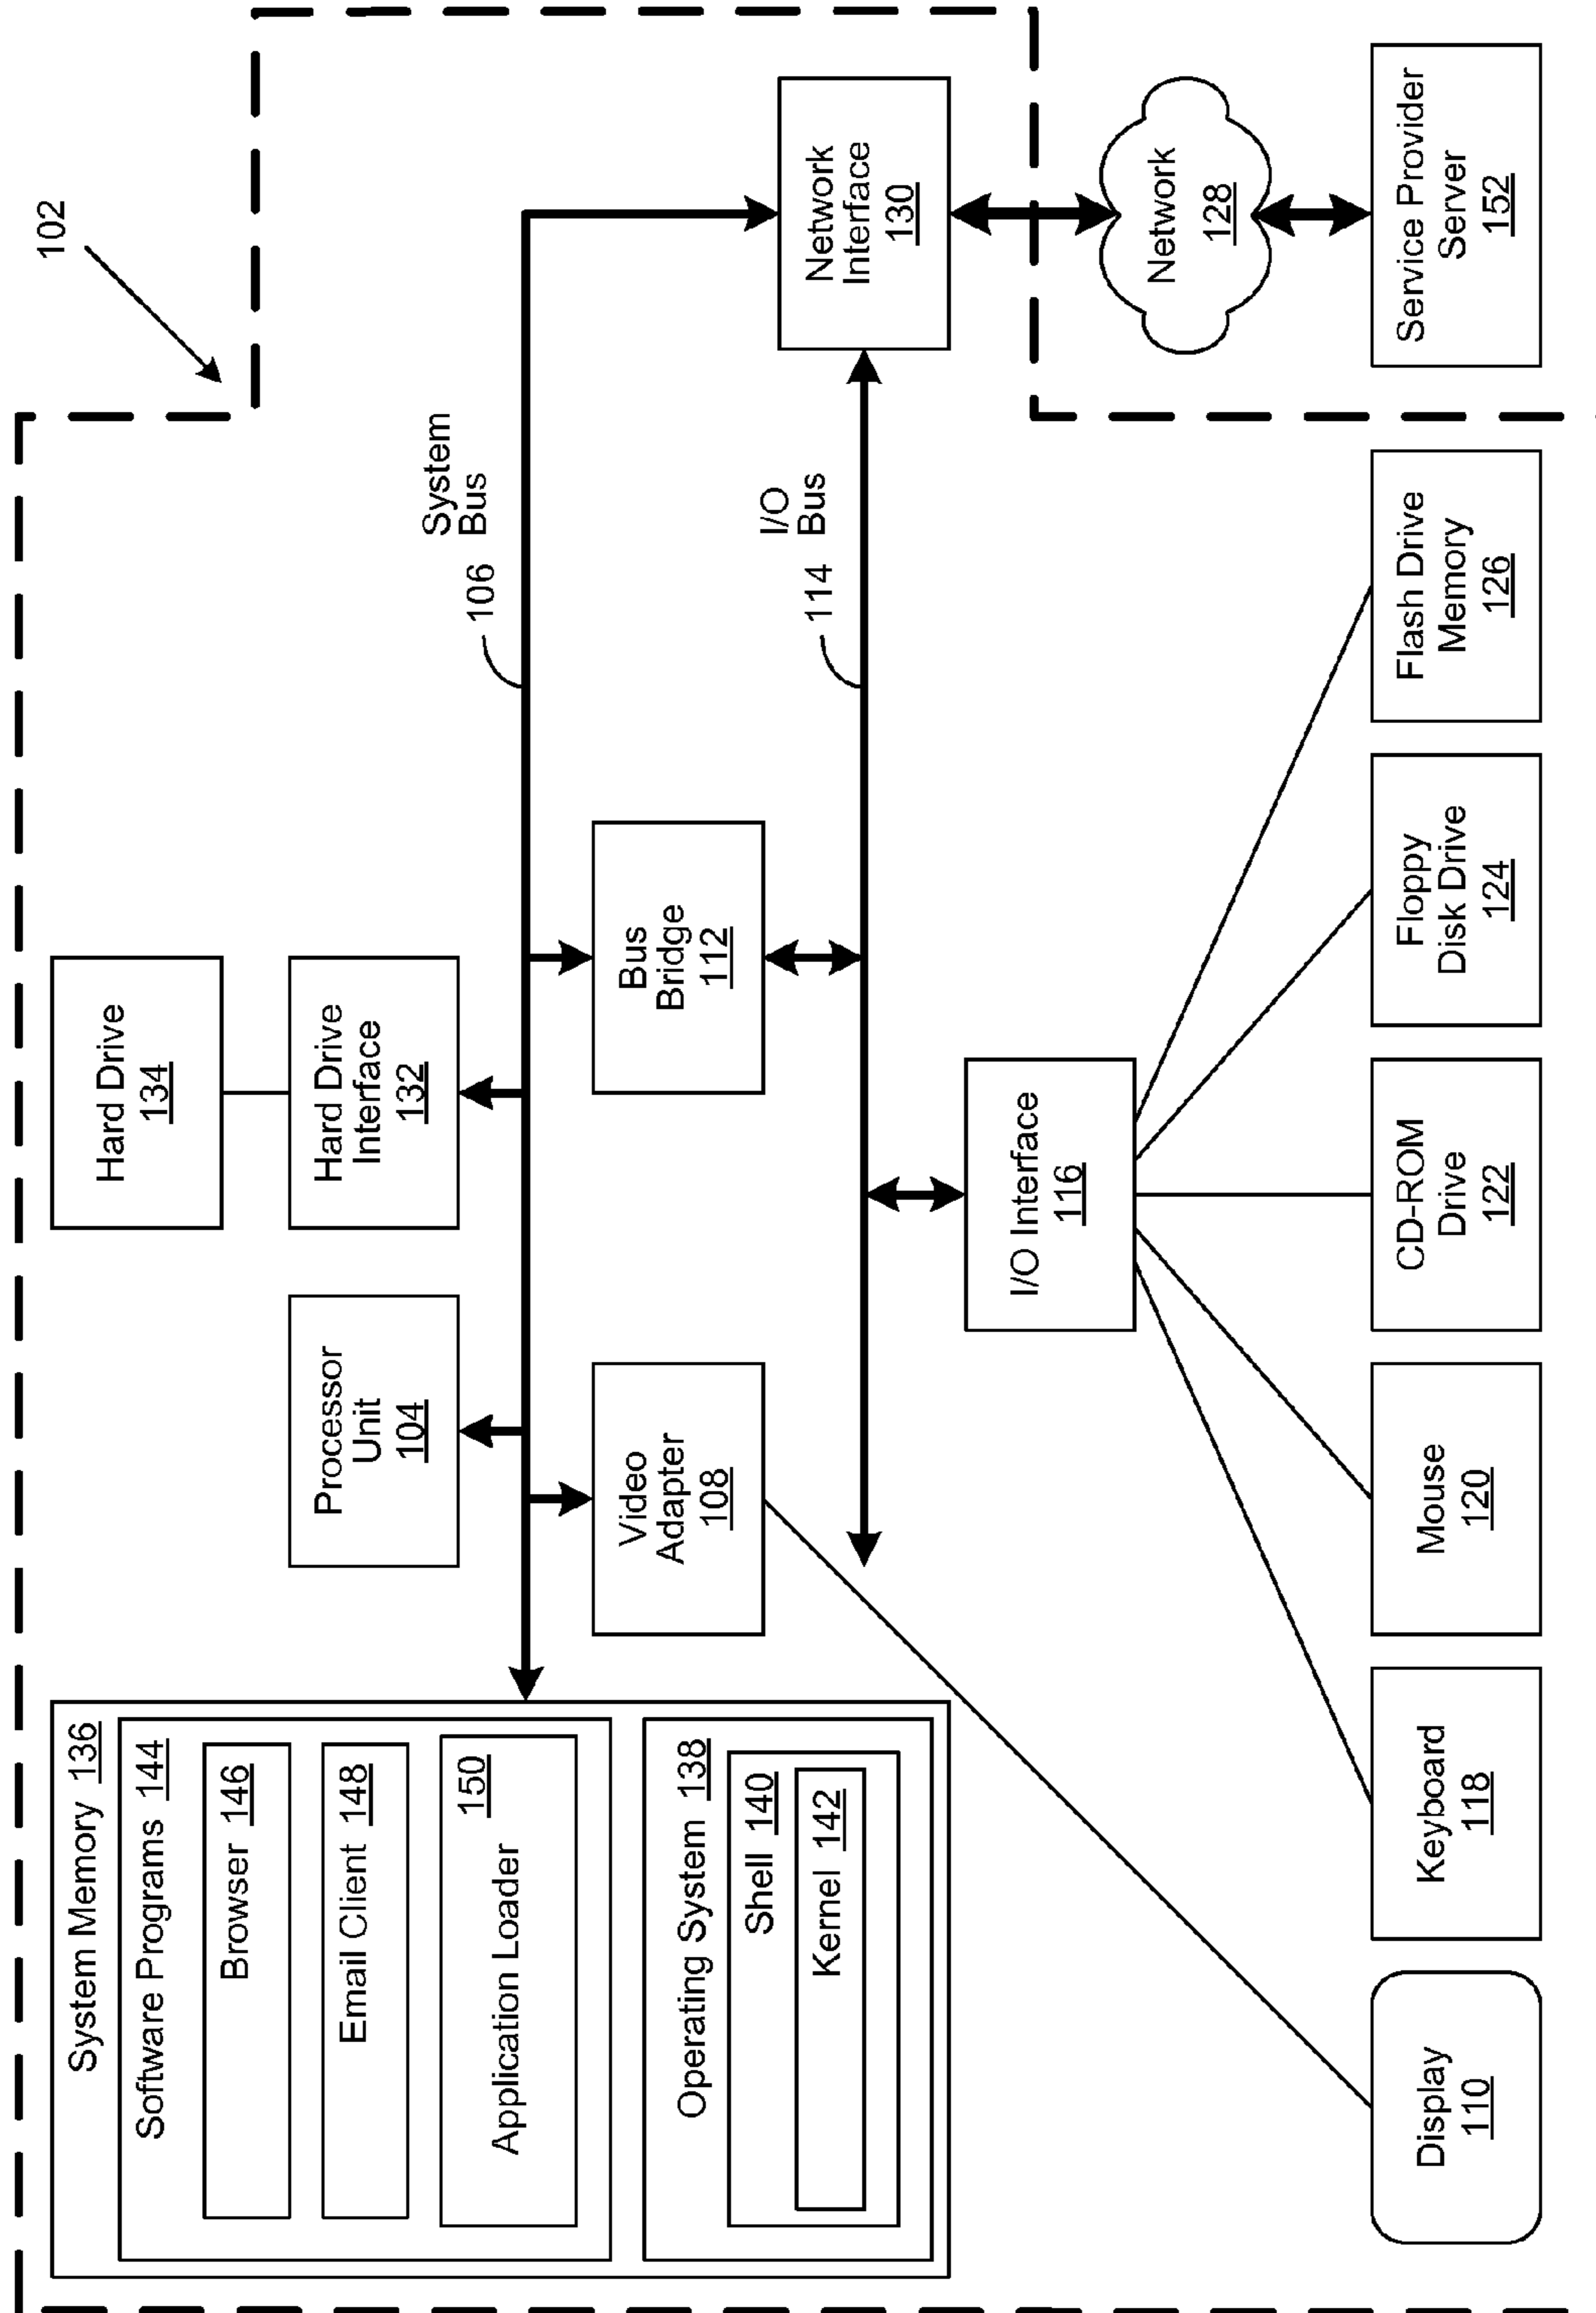 102
Hard Drive
134
Hard Drive
Interface
132
Processor
Unit
104
System Memory 136
Software Programs 144
Browser 146
Email Client 148
150
Application Loader
Operating System 138
Shell 140
Kernel 142
System
Bus
106
Video
Adapter
108
Bus
Bridge
112
I/O
Bus
114
Network
Interface
130
I/O Interface
116
Network
128
Display
110
Keyboard
118
Mouse
120
CD-ROM
Drive
122
Floppy
Disk Drive
124
Flash Drive
Memory
126
Service Provider
Server
152